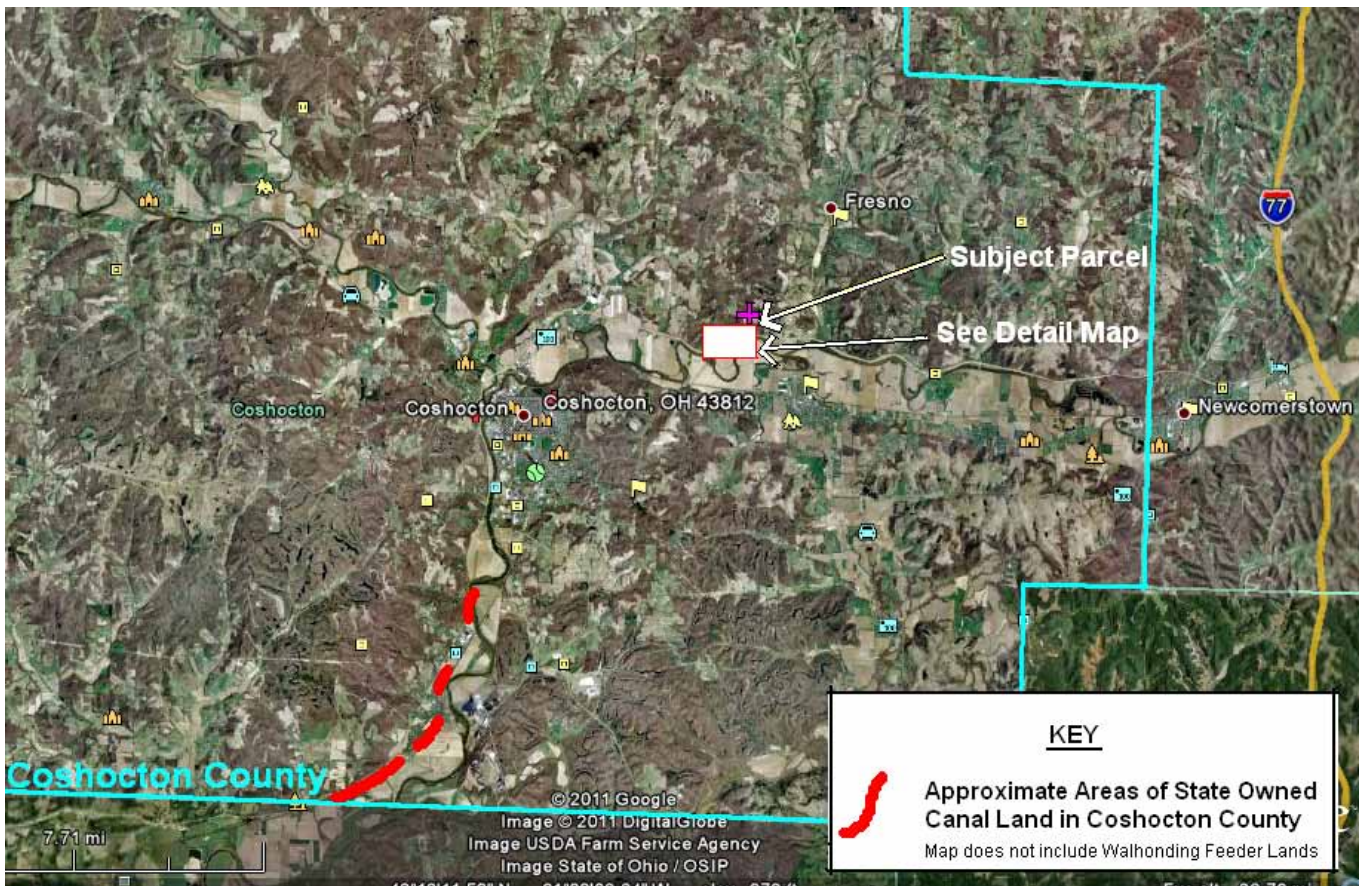 Fresno
77
Subject Parcel
See Detail Map
Coshocton
Coshocton
Coshocton, OH 43812
Newcomerstown
KEY
Approximate Areas of State Owned
Canal Land in Coshocton County
Map does not include Walhonding Feeder Lands
Coshocton County
© 2011 Google
Image © 2011 DigitalGlobe
Image USDA Farm Service Agency
Image State of Ohio / OSIP
7.71 mi